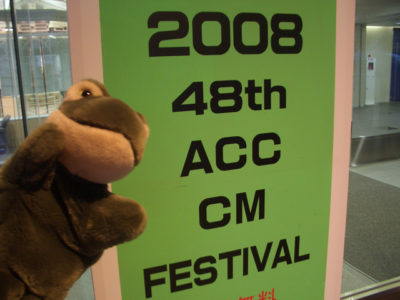 2008
48th
ACC
CM
FESTIVAL